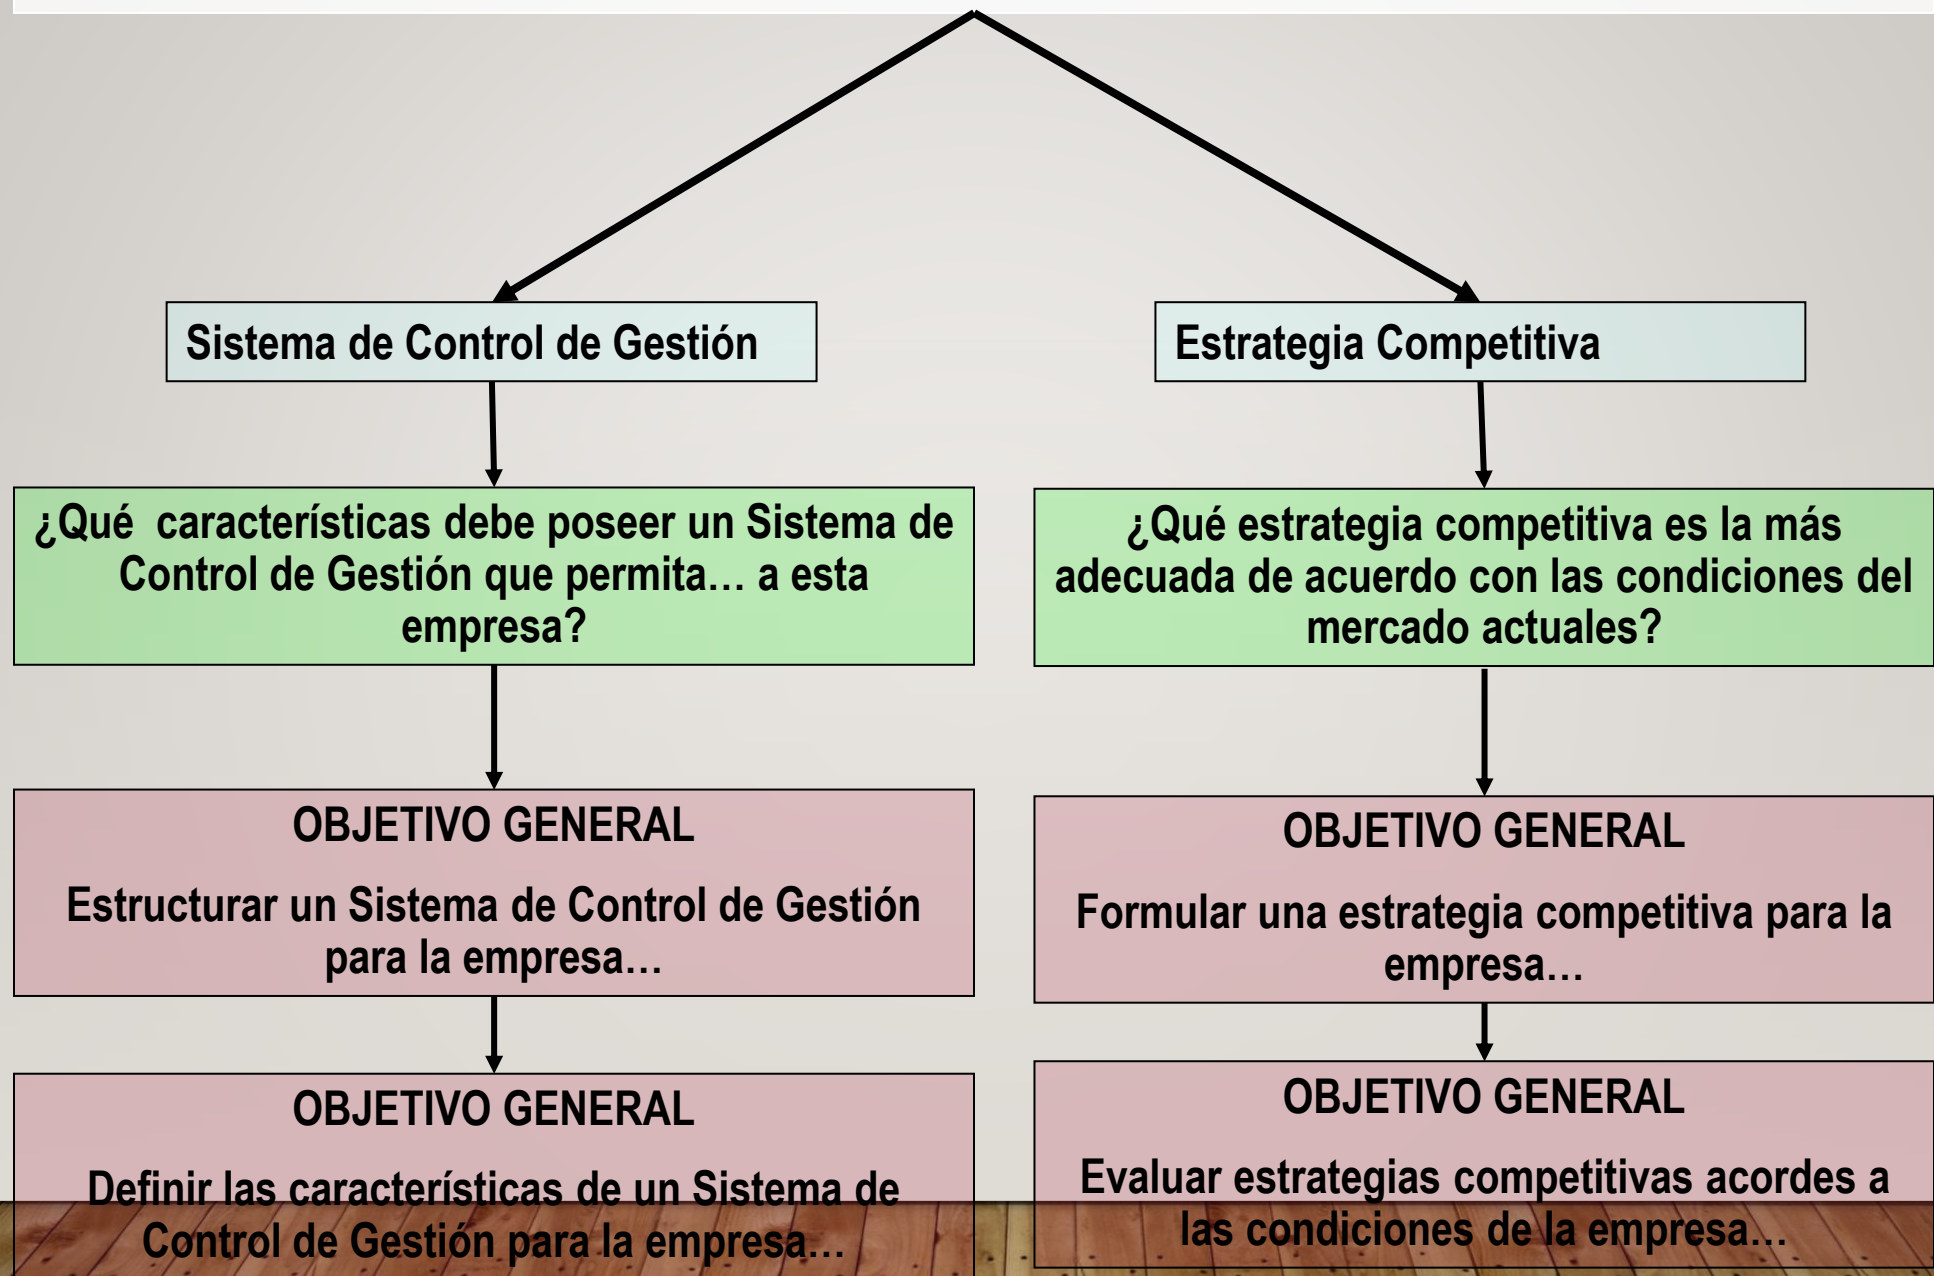 Sistema de Control de Gestión
Estrategia Competitiva
¿Qué  características debe poseer un Sistema de
Control de Gestión que permita… a esta
empresa?
¿Qué estrategia competitiva es la más
adecuada de acuerdo con las condiciones del
mercado actuales?
OBJETIVO GENERAL
Estructurar un Sistema de Control de Gestión
para la empresa…
OBJETIVO GENERAL
Formular una estrategia competitiva para la
empresa…
OBJETIVO GENERAL
Definir las características de un Sistema de
Control de Gestión para la empresa…
OBJETIVO GENERAL
Evaluar estrategias competitivas acordes a
las condiciones de la empresa…